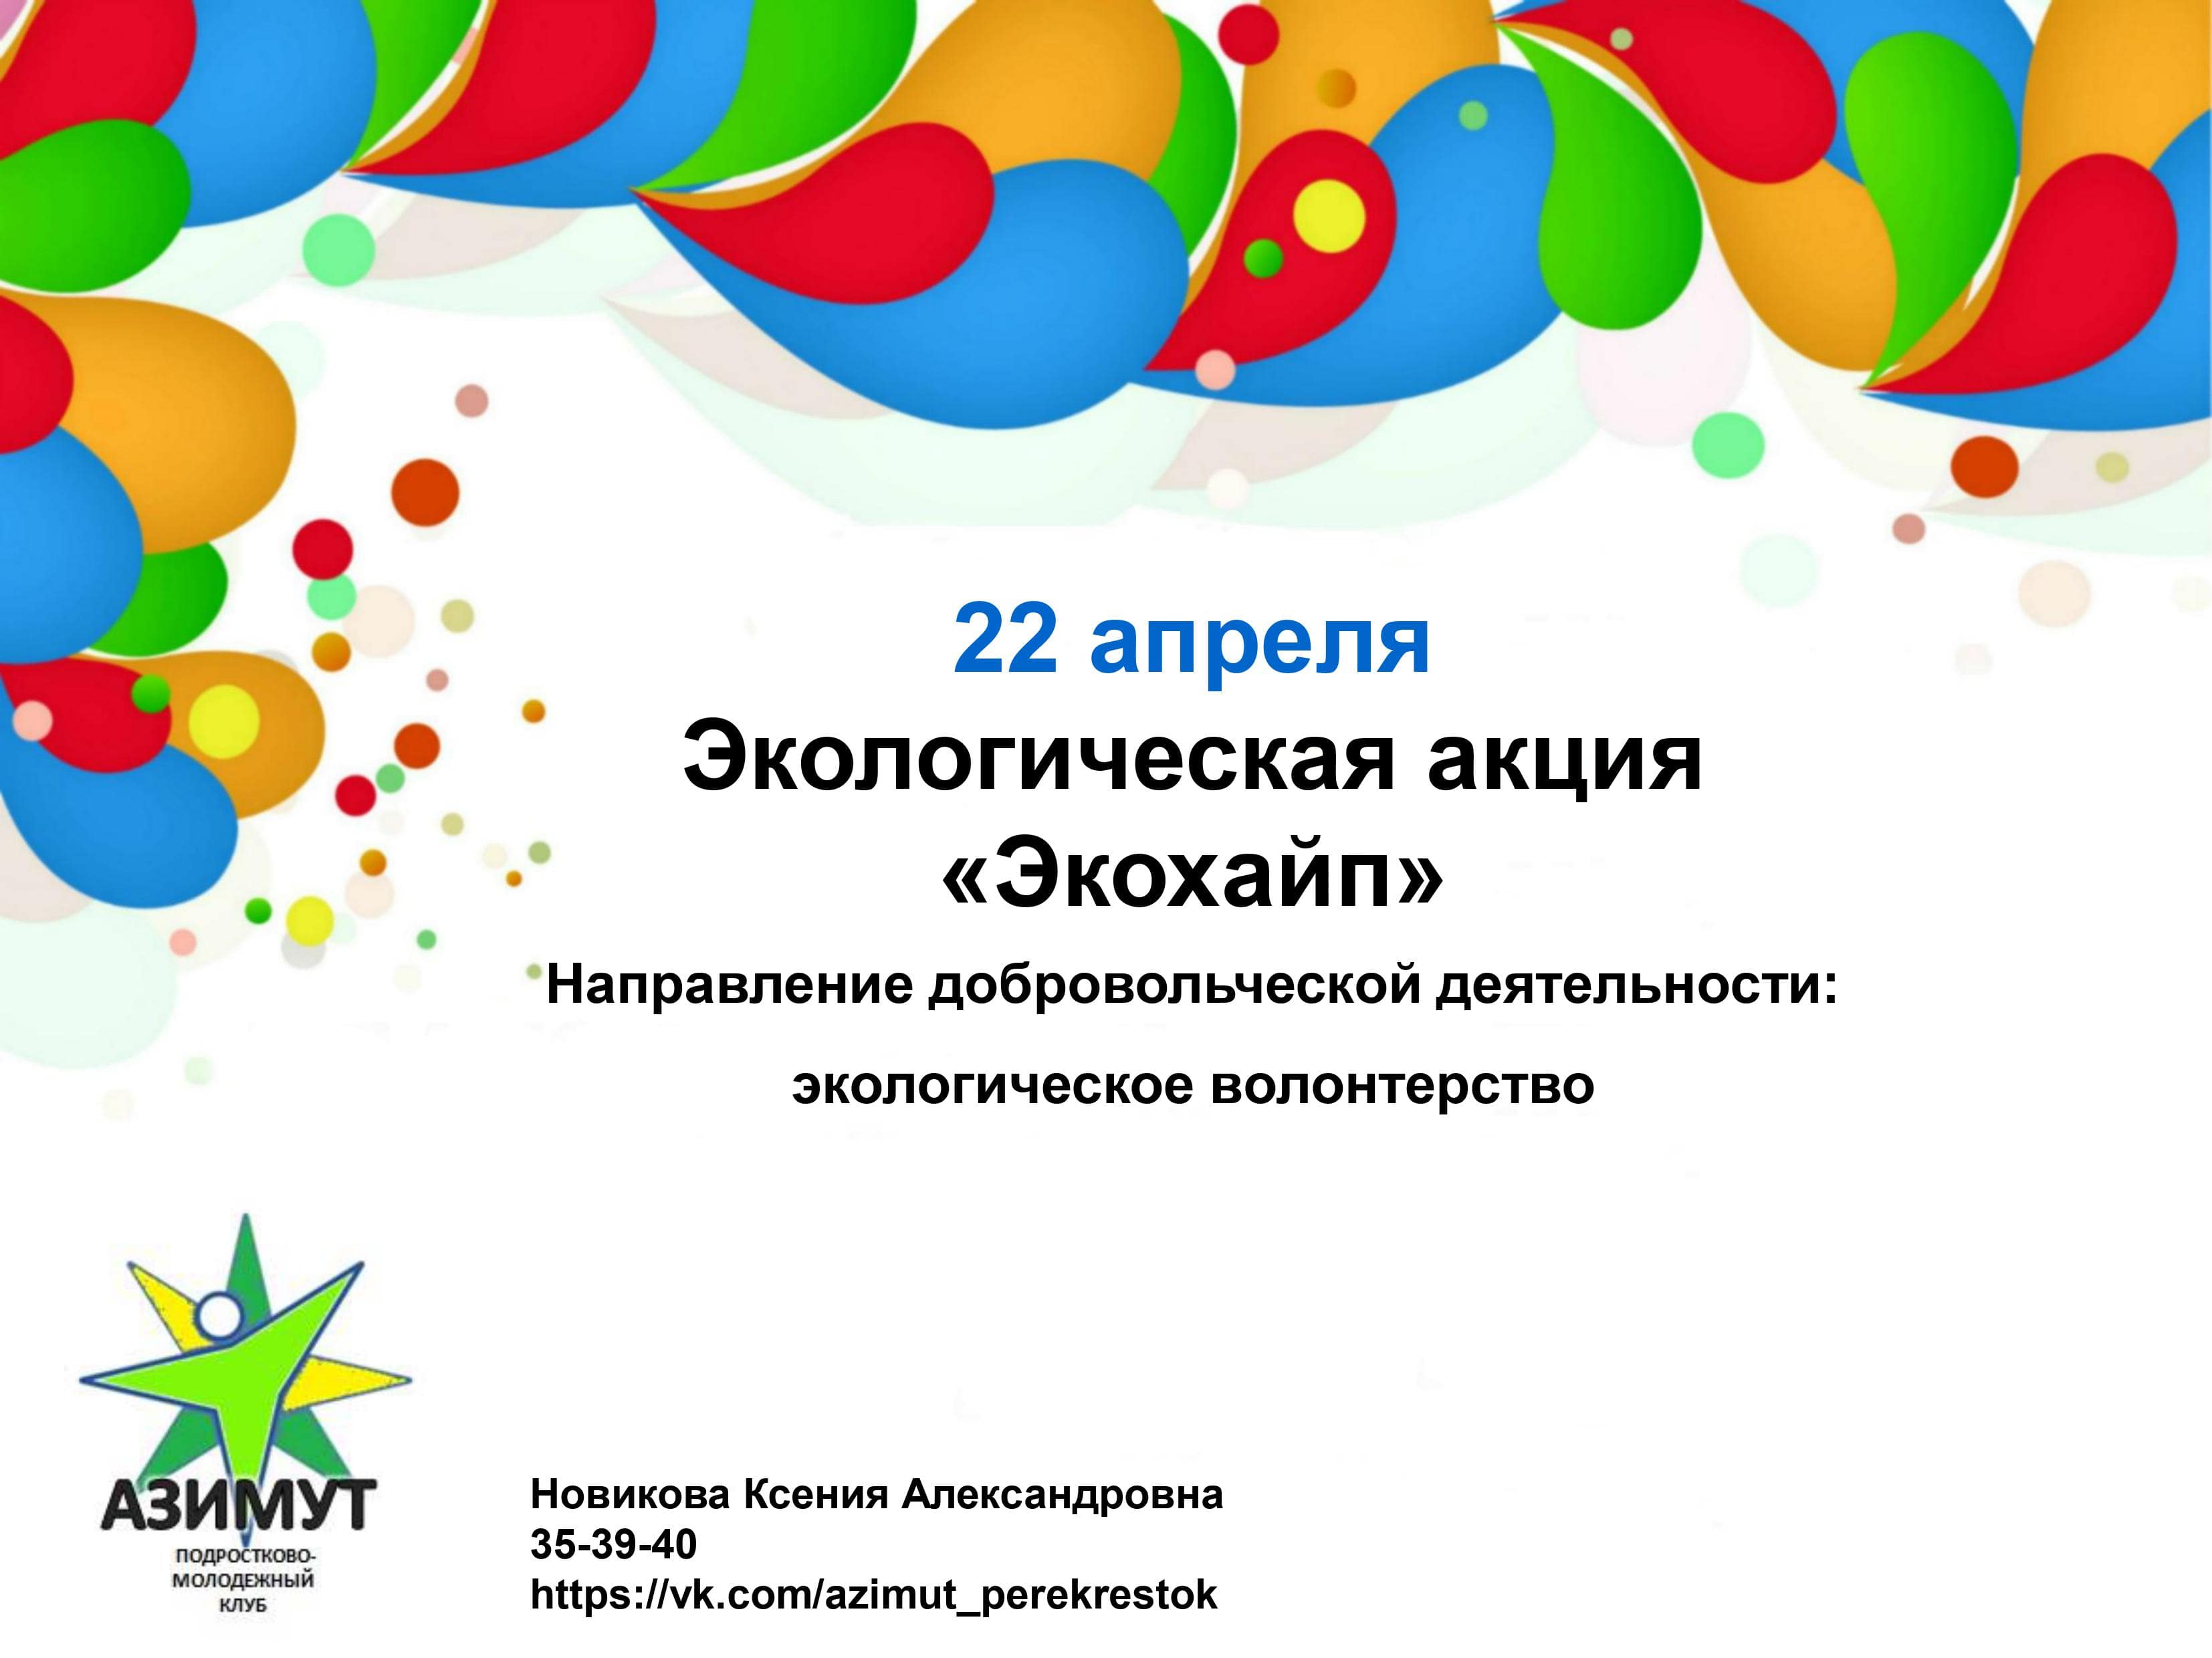 22 апреля
Экологическая акция
«Экохайп»
Направление добровольческой деятельности:
экологическое волонтерство
АЗИМУТ
ПОДРОСТКОВО-
МОЛОДЕЖНЫЙ
КЛУБ
Новикова Ксения Александровна
35-39-40
https://vk.com/azimut_perekrestok